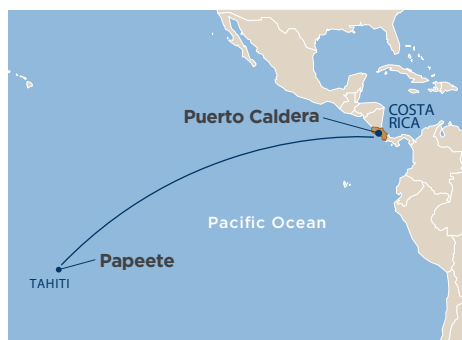 Puerto Caldera
COSTA
RICA
Pacific Ocean
Papeete
TAHITI